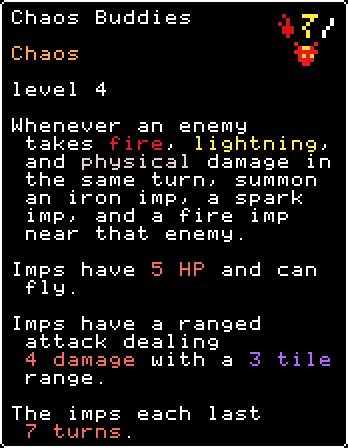 Chaos Buddies
Chaos
level 4
Whenever an enemy
takes fire, lightning,
and physical damage in
the same turn, summon
an iron imp, a spark
imp, and a fire imp
near that enemy.
Imps have 5 HP and can
fly.
Imps have a ranged
attack dealing
4 damage with a 3 tile
range.
The imps each last
7 turns.